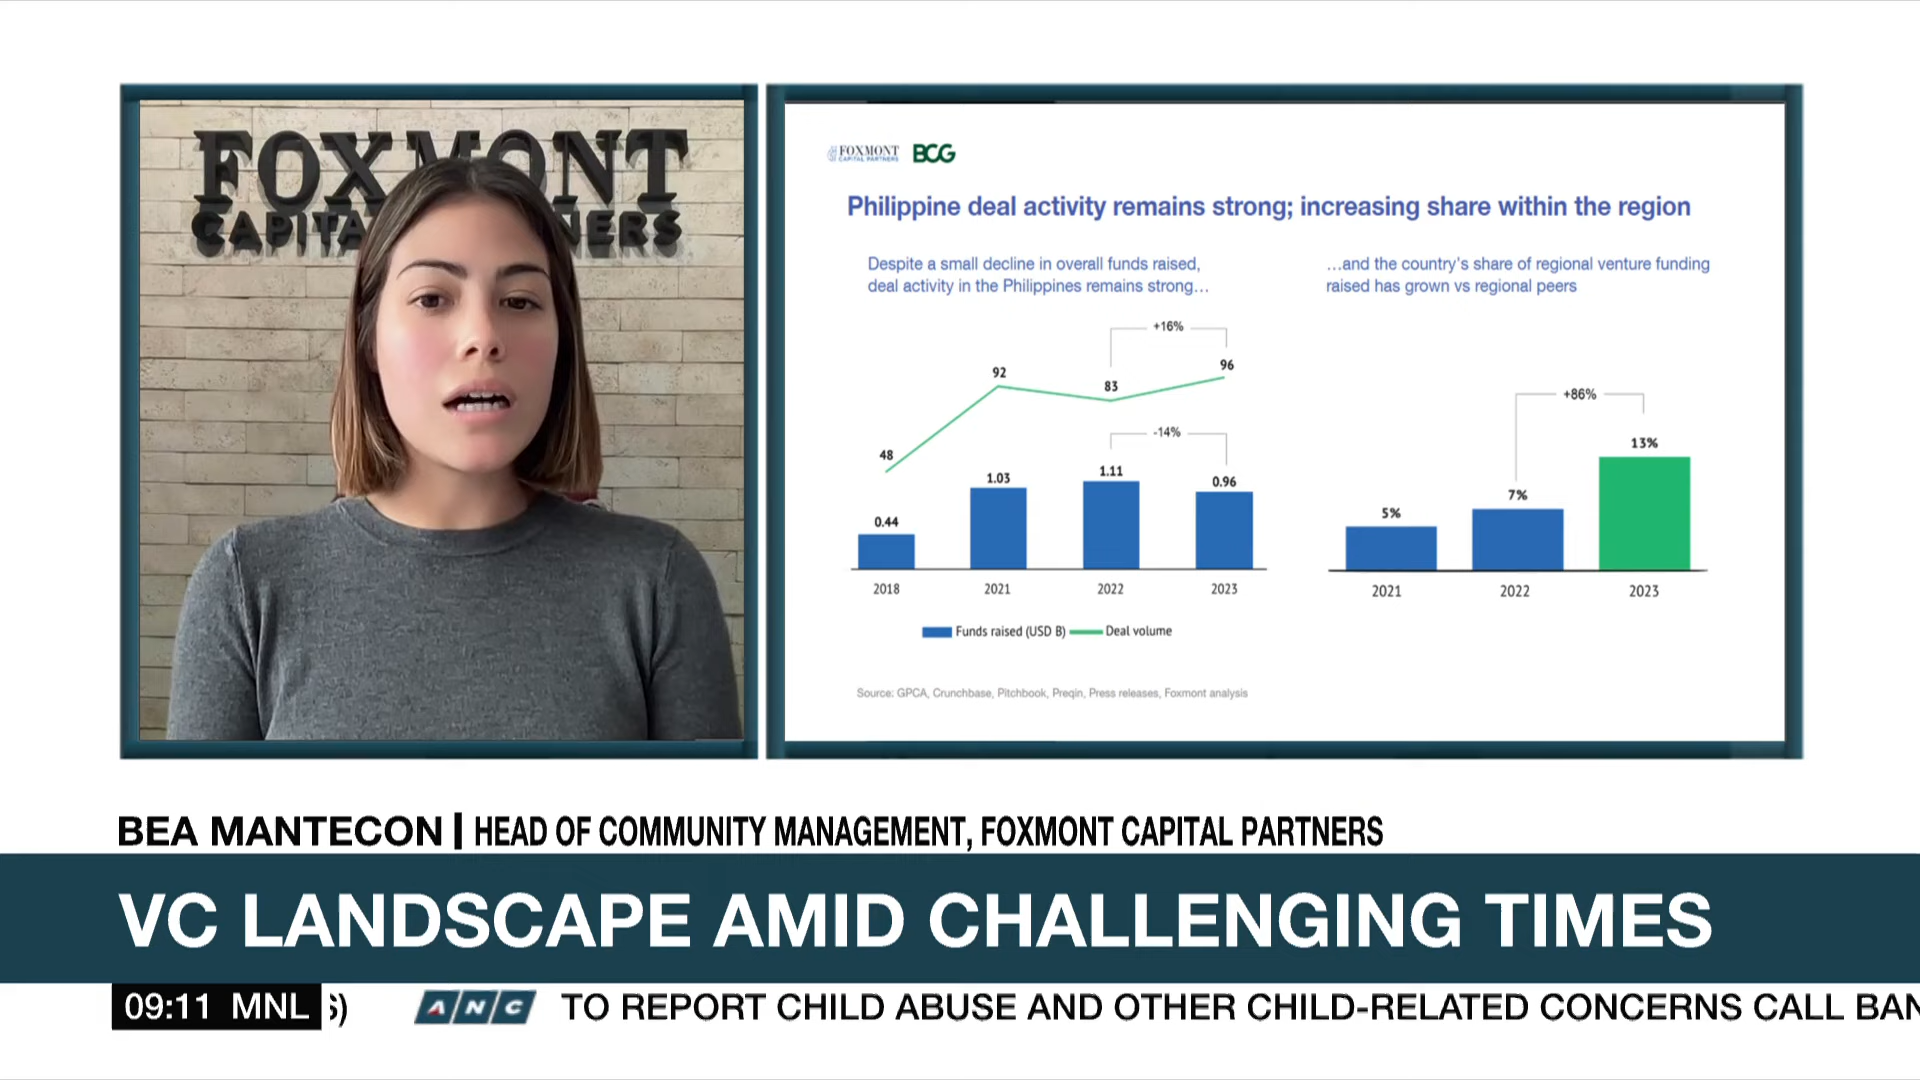 FOXMONT
CAPITA NERS
FOXMONT
CAPITAL PARTNERS
BCG
Philippine deal activity remains strong; increasing share within the region
Despite a small decline in overall funds raised,
deal activity in the Philippines remains strong…
+16%
92
83
96
48
-14%
1.03
1.11
0.96
0.44
2018 2021 2022 2023
Funds raised (USD B) Deal volume
…and the country's share of regional venture funding
raised has grown vs regional peers
+86%
13%
7%
5%
2021 2022 2023
Source: GPCA, Crunchbase, Pitchbook, Preqin, Press releases, Foxmont analysis
BEA MANTECON | HEAD OF COMMUNITY MANAGEMENT, FOXMONT CAPITAL PARTNERS
VC LANDSCAPE AMID CHALLENGING TIMES
09:11 MNL S) ANC TO REPORT CHILD ABUSE AND OTHER CHILD-RELATED CONCERNS CALL BAN